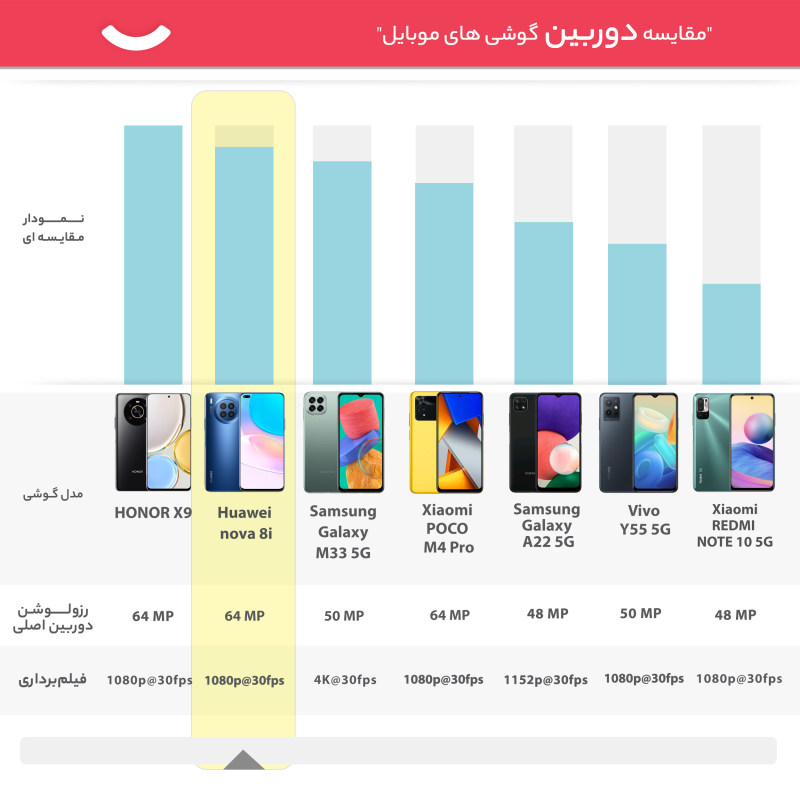 "مقایسه دوربین گوشی های موبایل"
نمودار
مقایسه ای
مدل گوشی
HONOR X9
Huawei
nova 8i
Samsung
Galaxy
M33 5G
Xiaomi
POCO
M4 Pro
Samsung
Galaxy
A22 5G
Vivo
Y55 5G
Xiaomi
REDMI
NOTE 10 5G
رزولوشن
دوربین اصلی
64 MP
64 MP
50 MP
64 MP
48 MP
50 MP
48 MP
فیلم‌برداری
1080p@30fps
1080p@30fps
4K@30fps
1080p@30fps
1152p@30fps
1080p@30fps
1080p@30fps